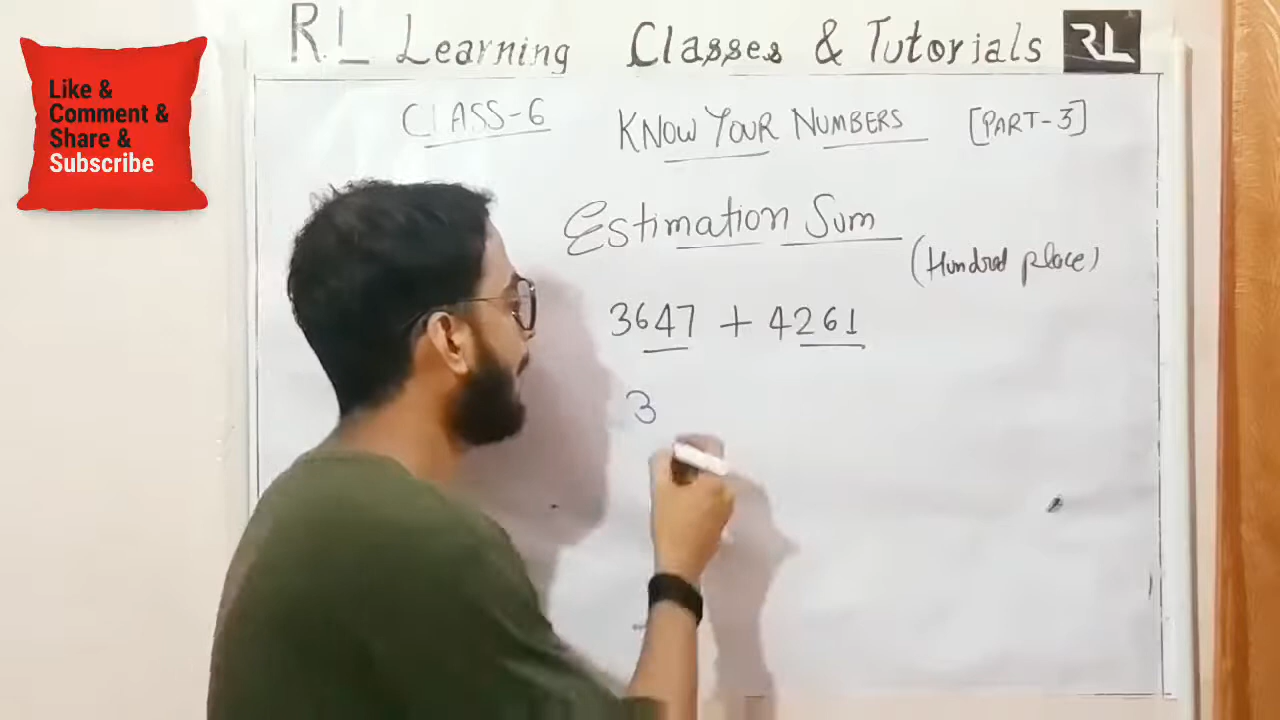 R.L Learning Classes & Tutorials RL
Like &
Comment &
Share &
Subscribe
CLASS-6 KNOW YOUR NUMBERS [PART-3]
Estimation Sum
(Hundred place)
3647 + 4261
3